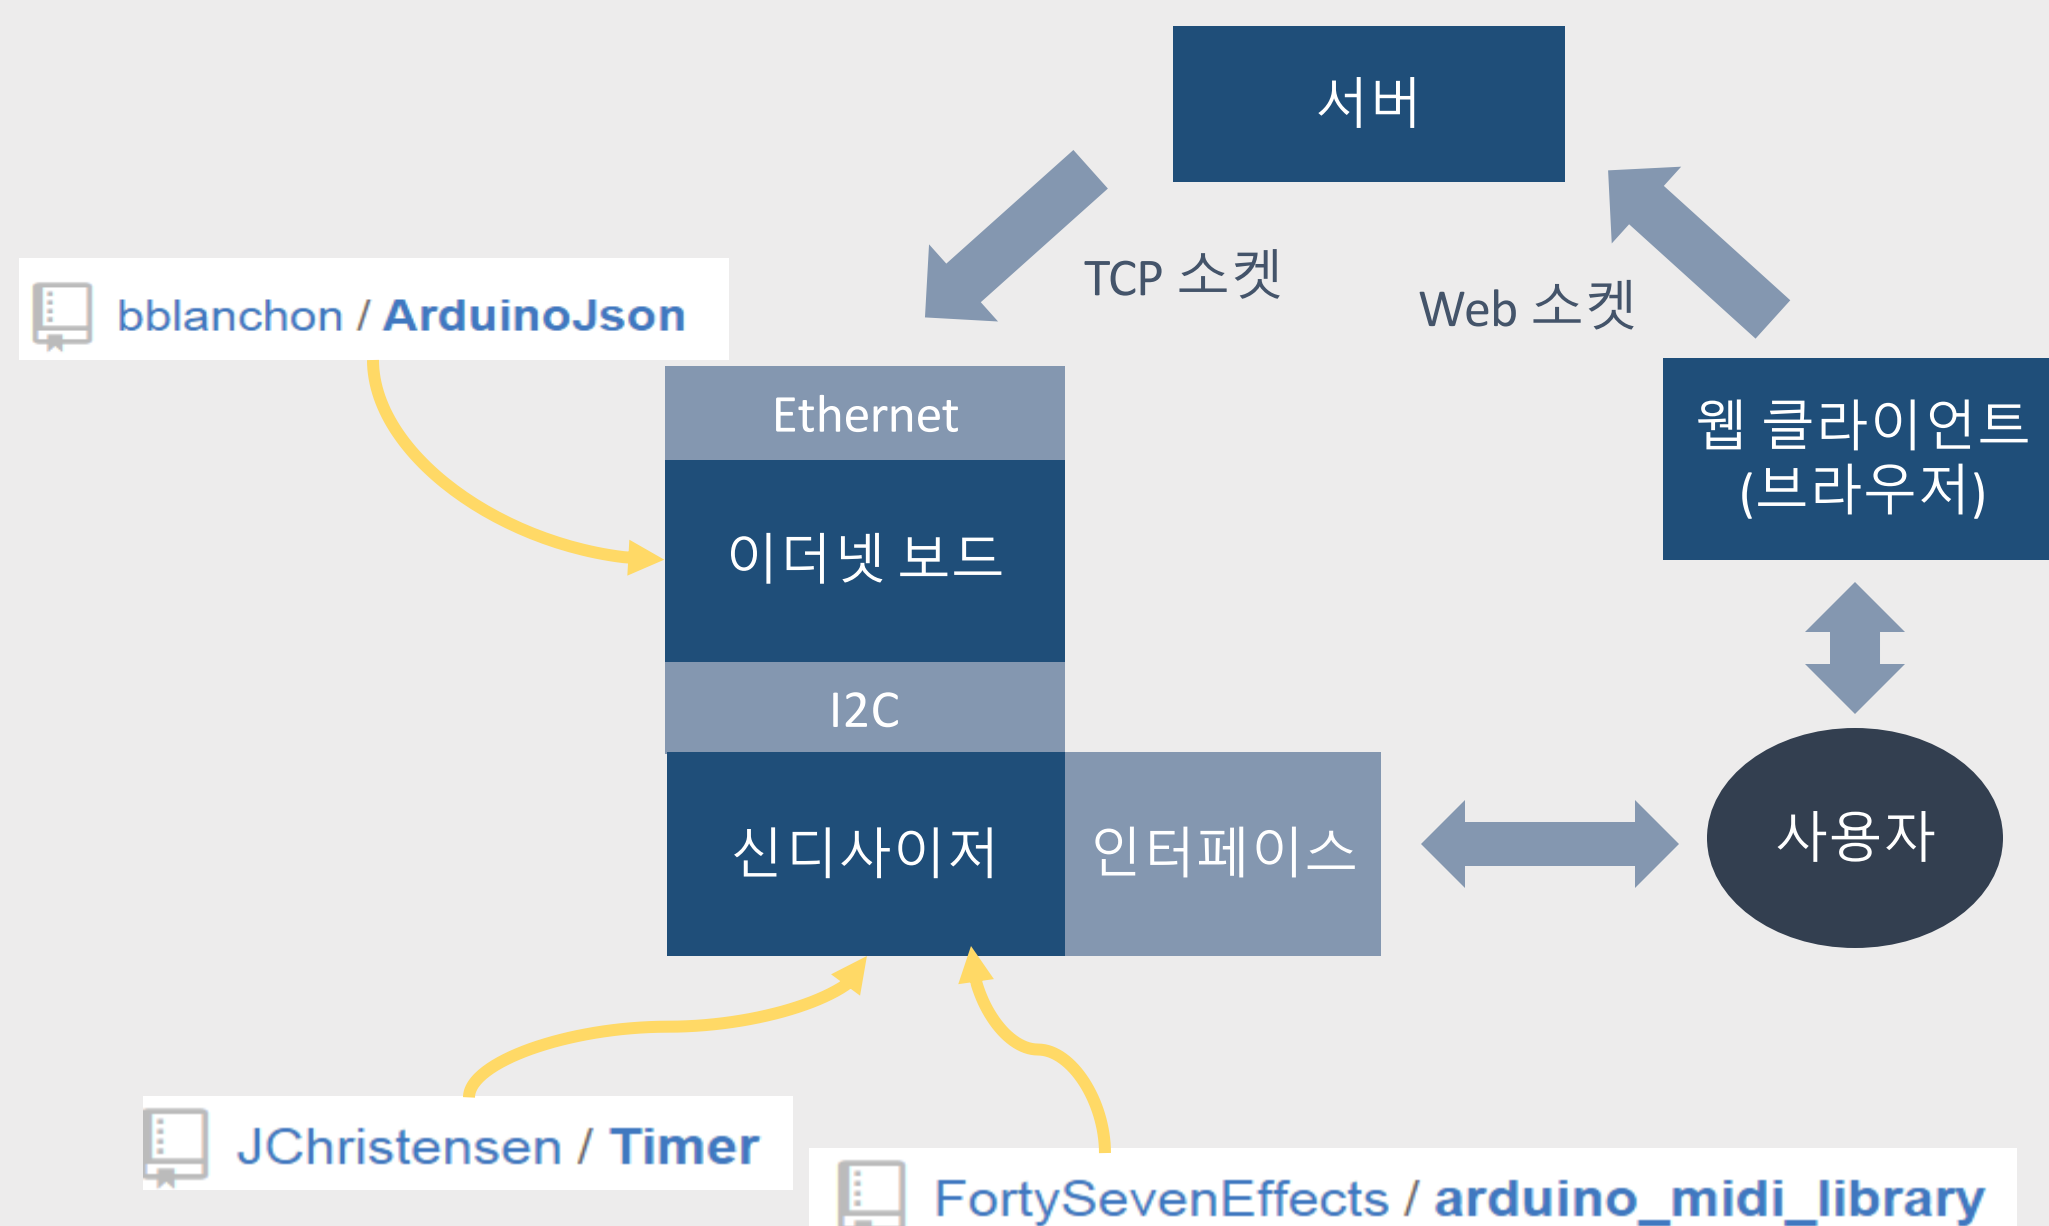 서버
TCP 소켓
Web 소켓
bblanchon / ArduinoJson
Ethernet
웹 클라이언트
(브라우저)
이더넷 보드
I2C
신디사이저
인터페이스
사용자
JChristensen / Timer
FortySevenEffects / arduino_midi_library